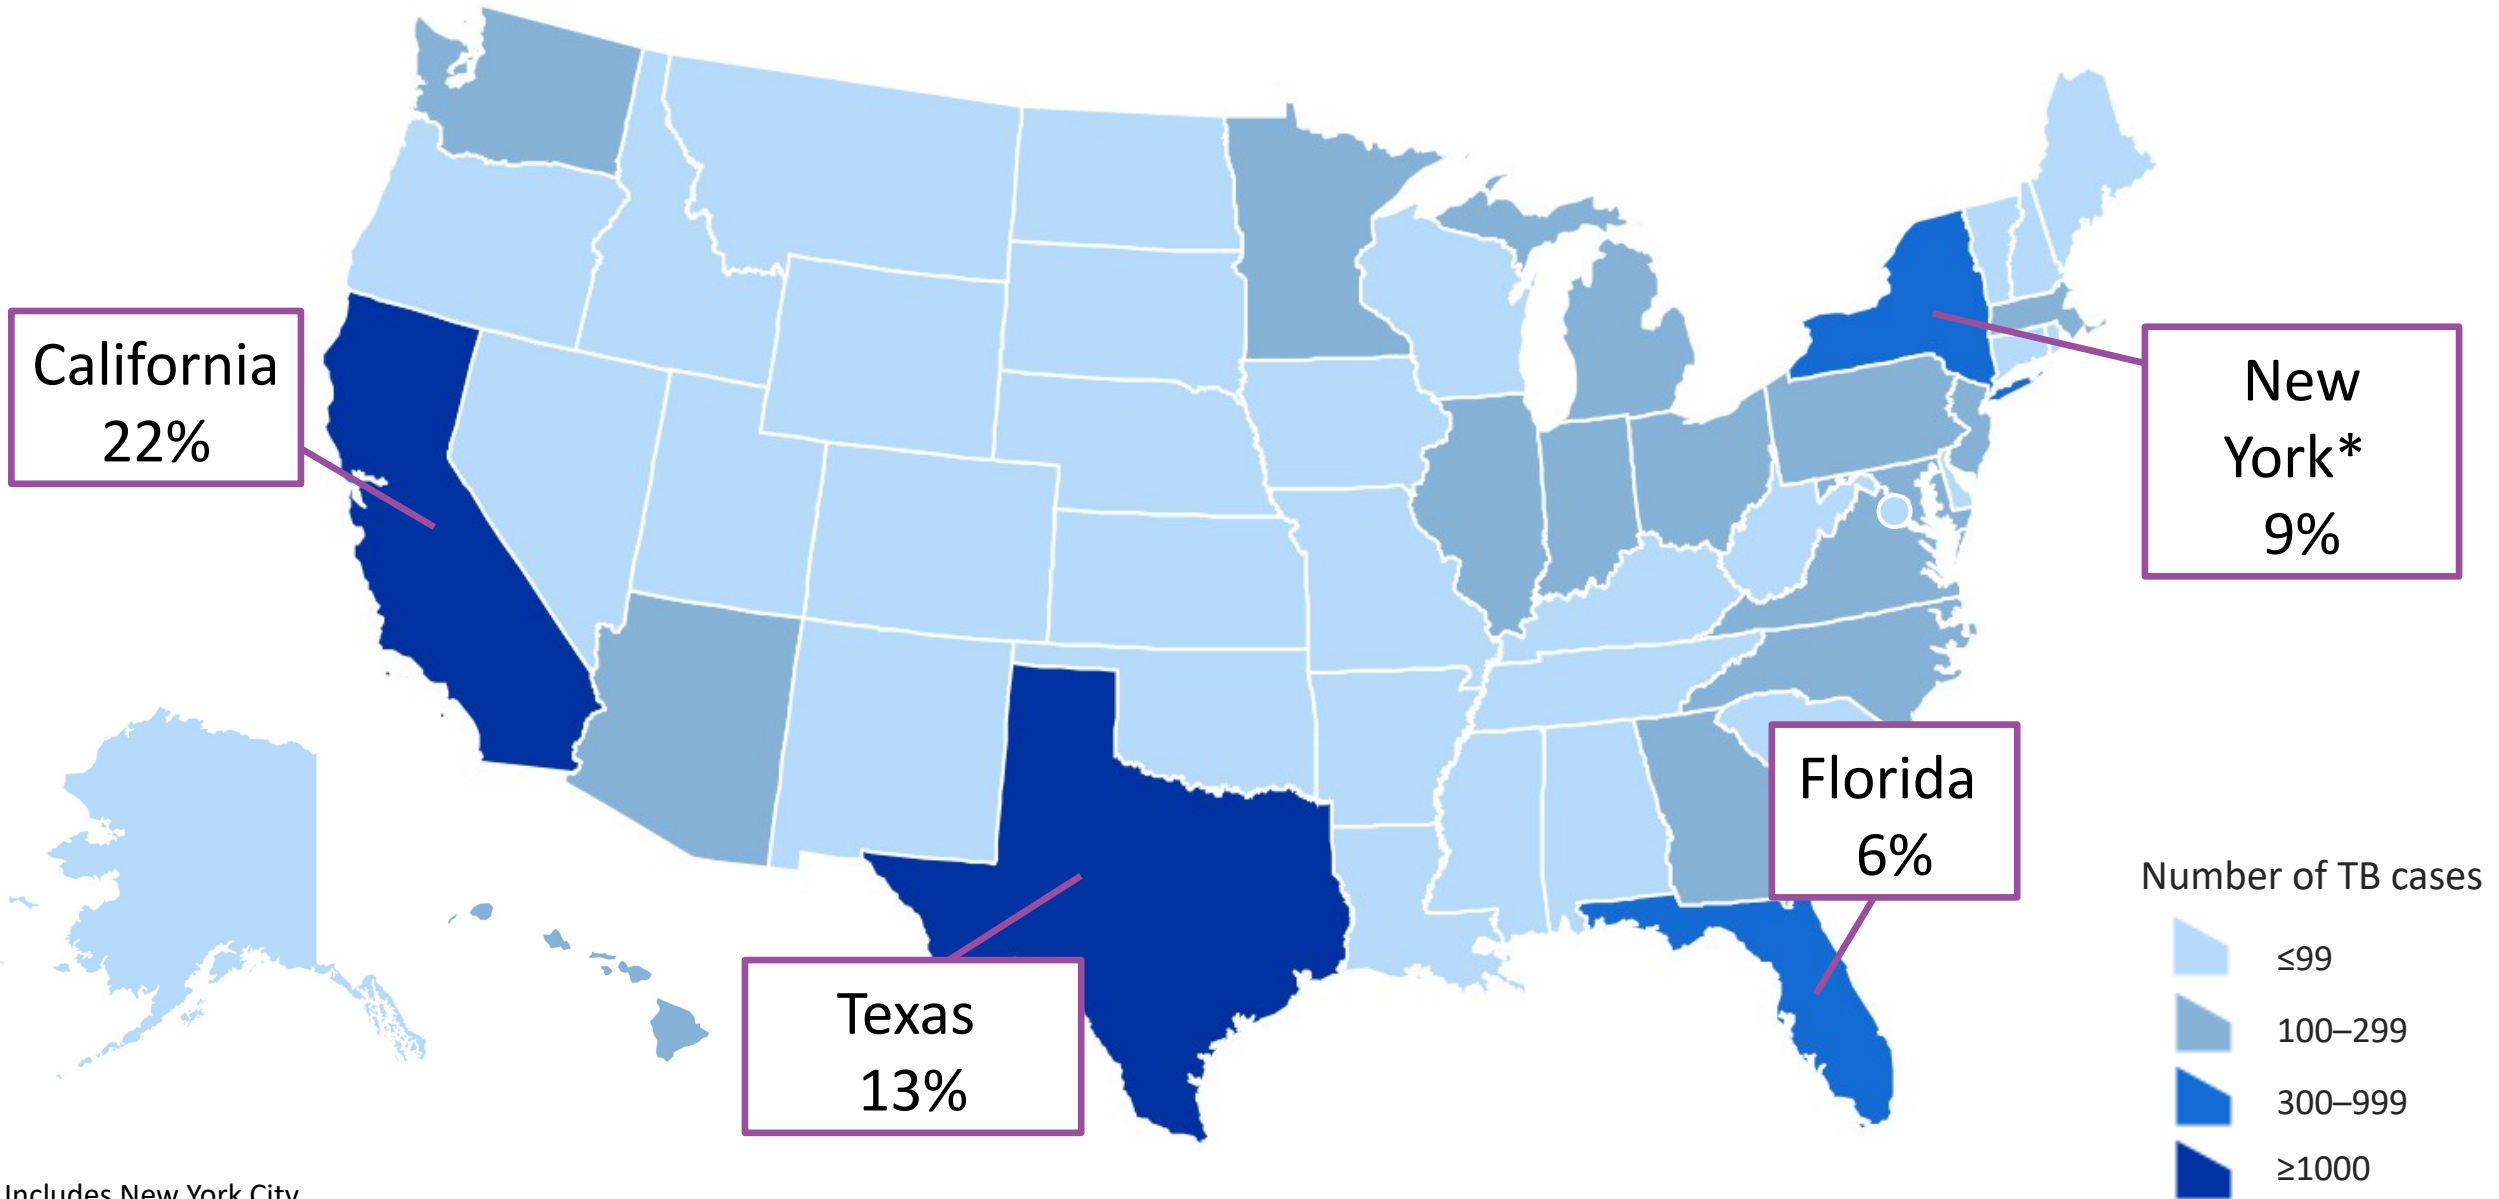 California
22%
New
York*
9%
Florida
6%
Texas
13%
Number of TB cases
≤99
100–299
300–999
≥1000
Includes New York City